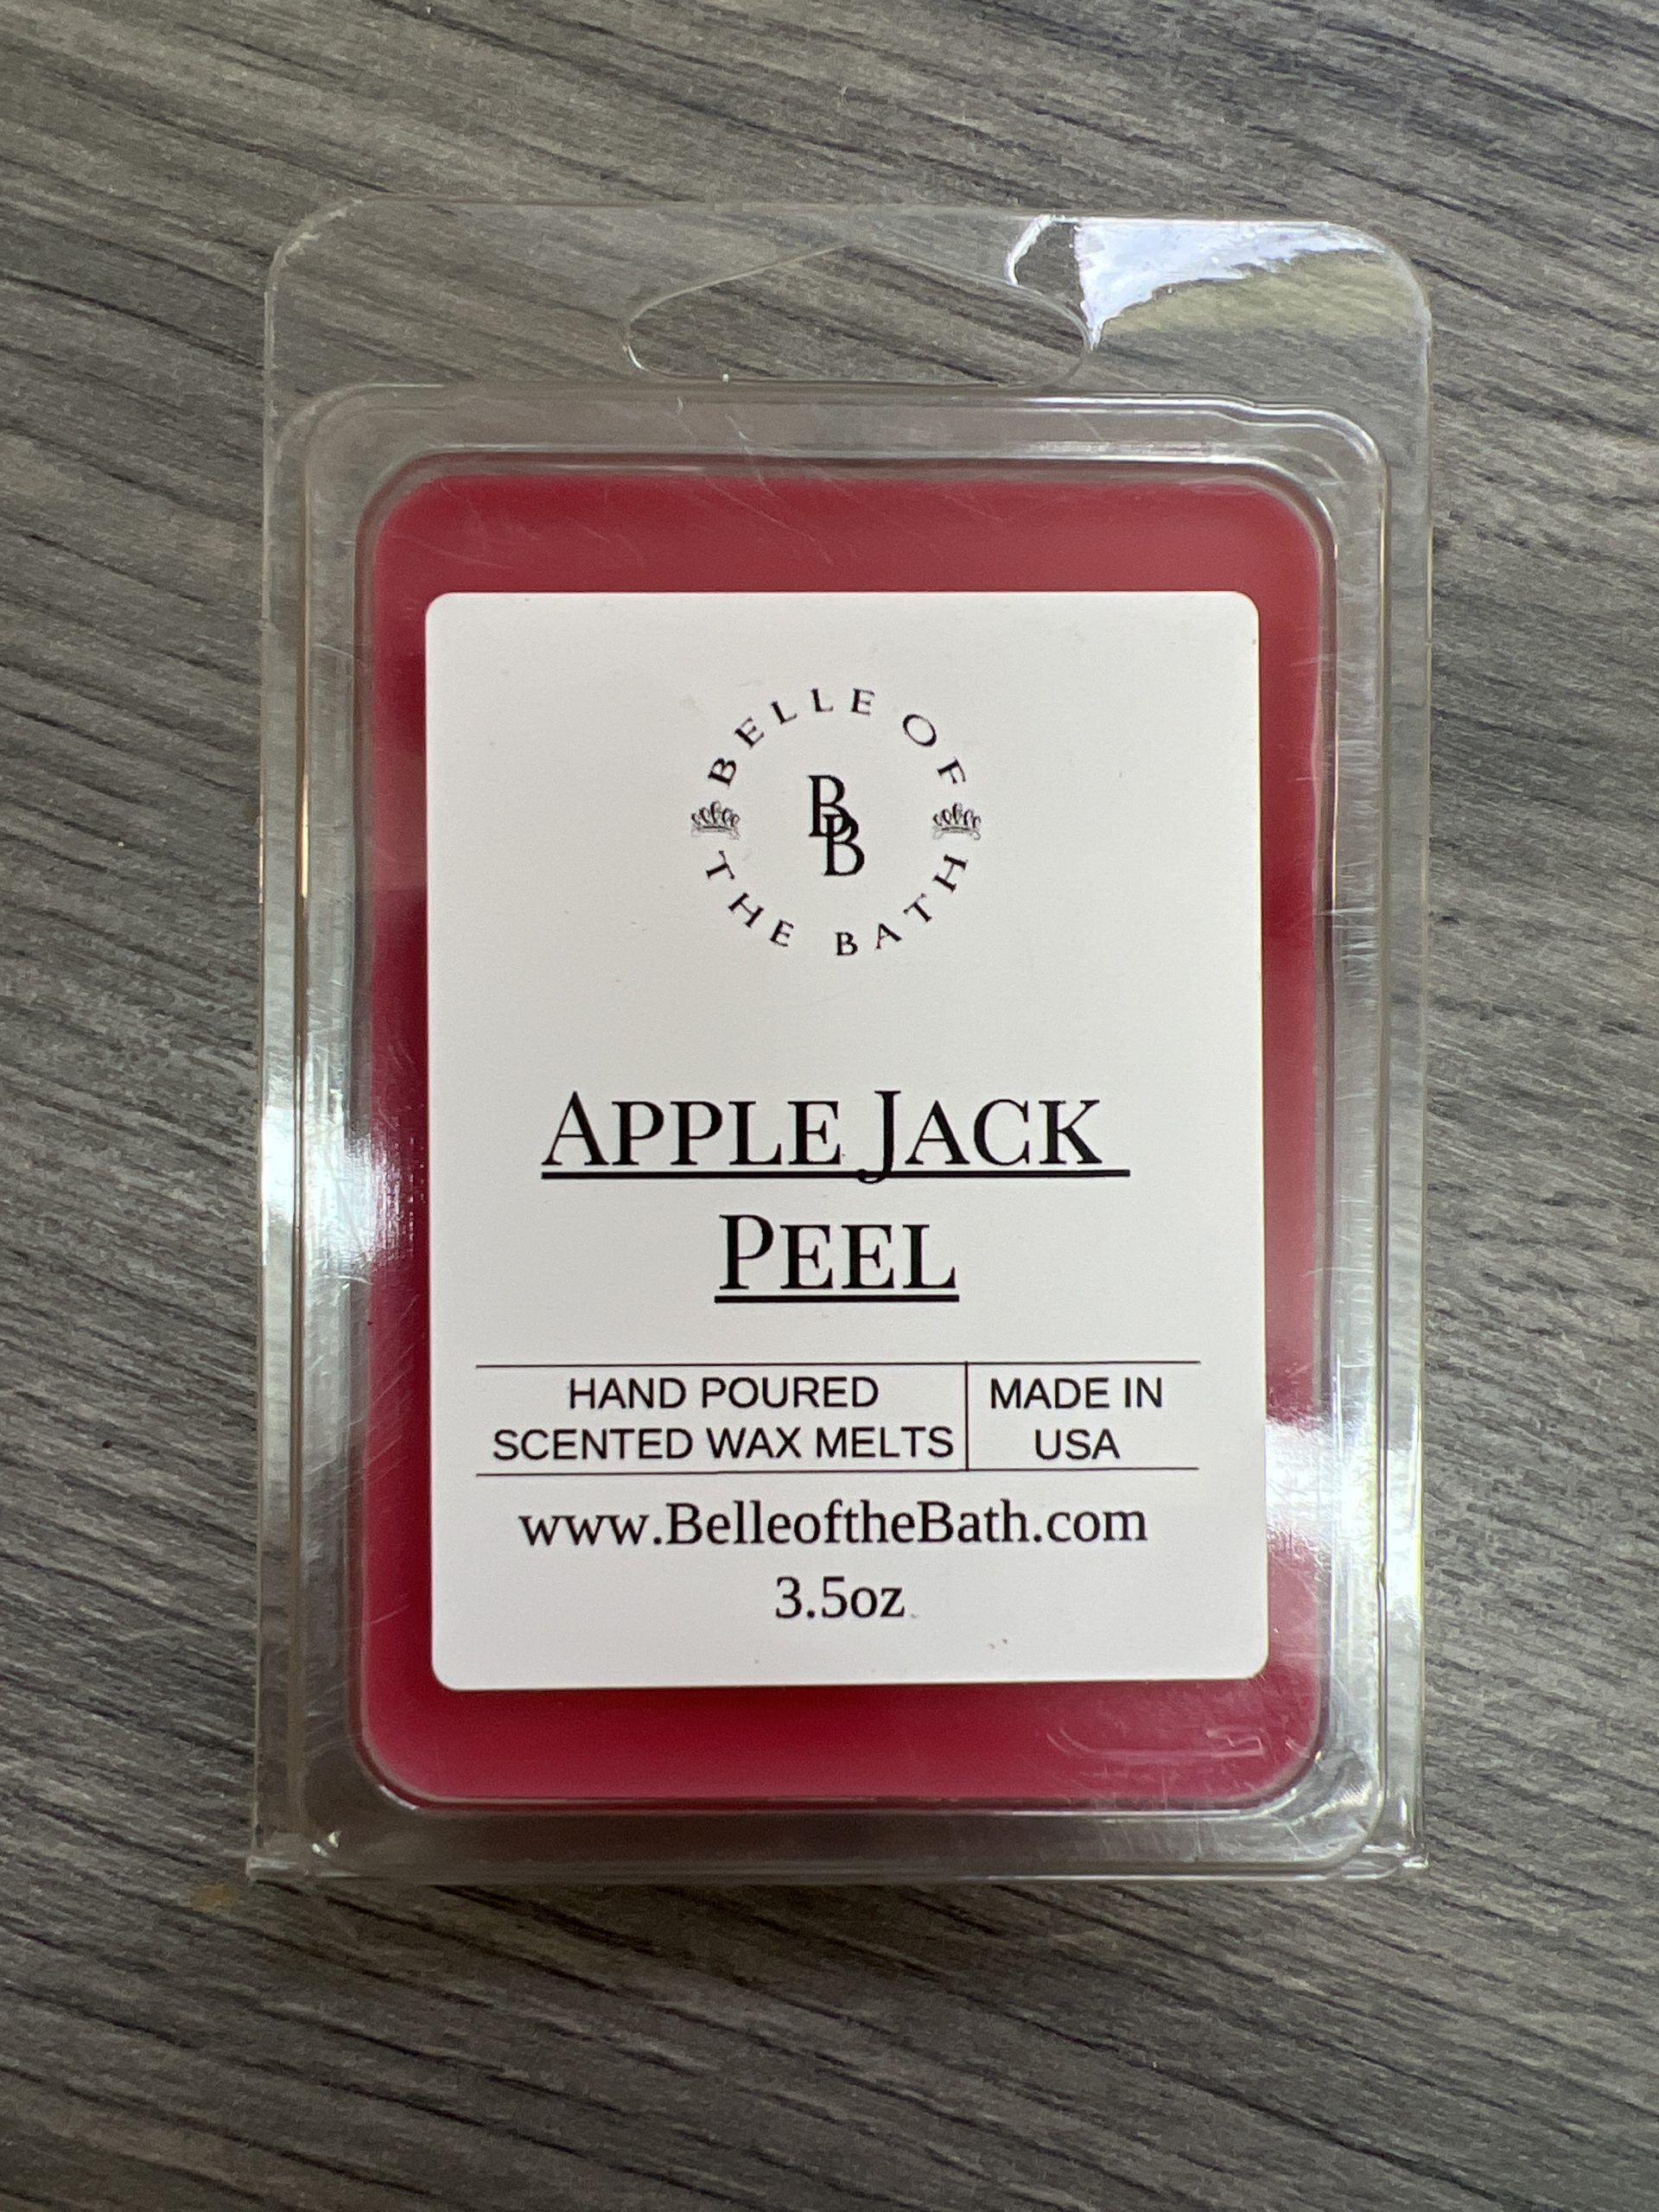 BELLE OF
BB
THE BATH
APPLE JACK
PEEL
HAND POURED
SCENTED WAX MELTS
MADE IN
USA
www.BelleoftheBath.com
3.5oz